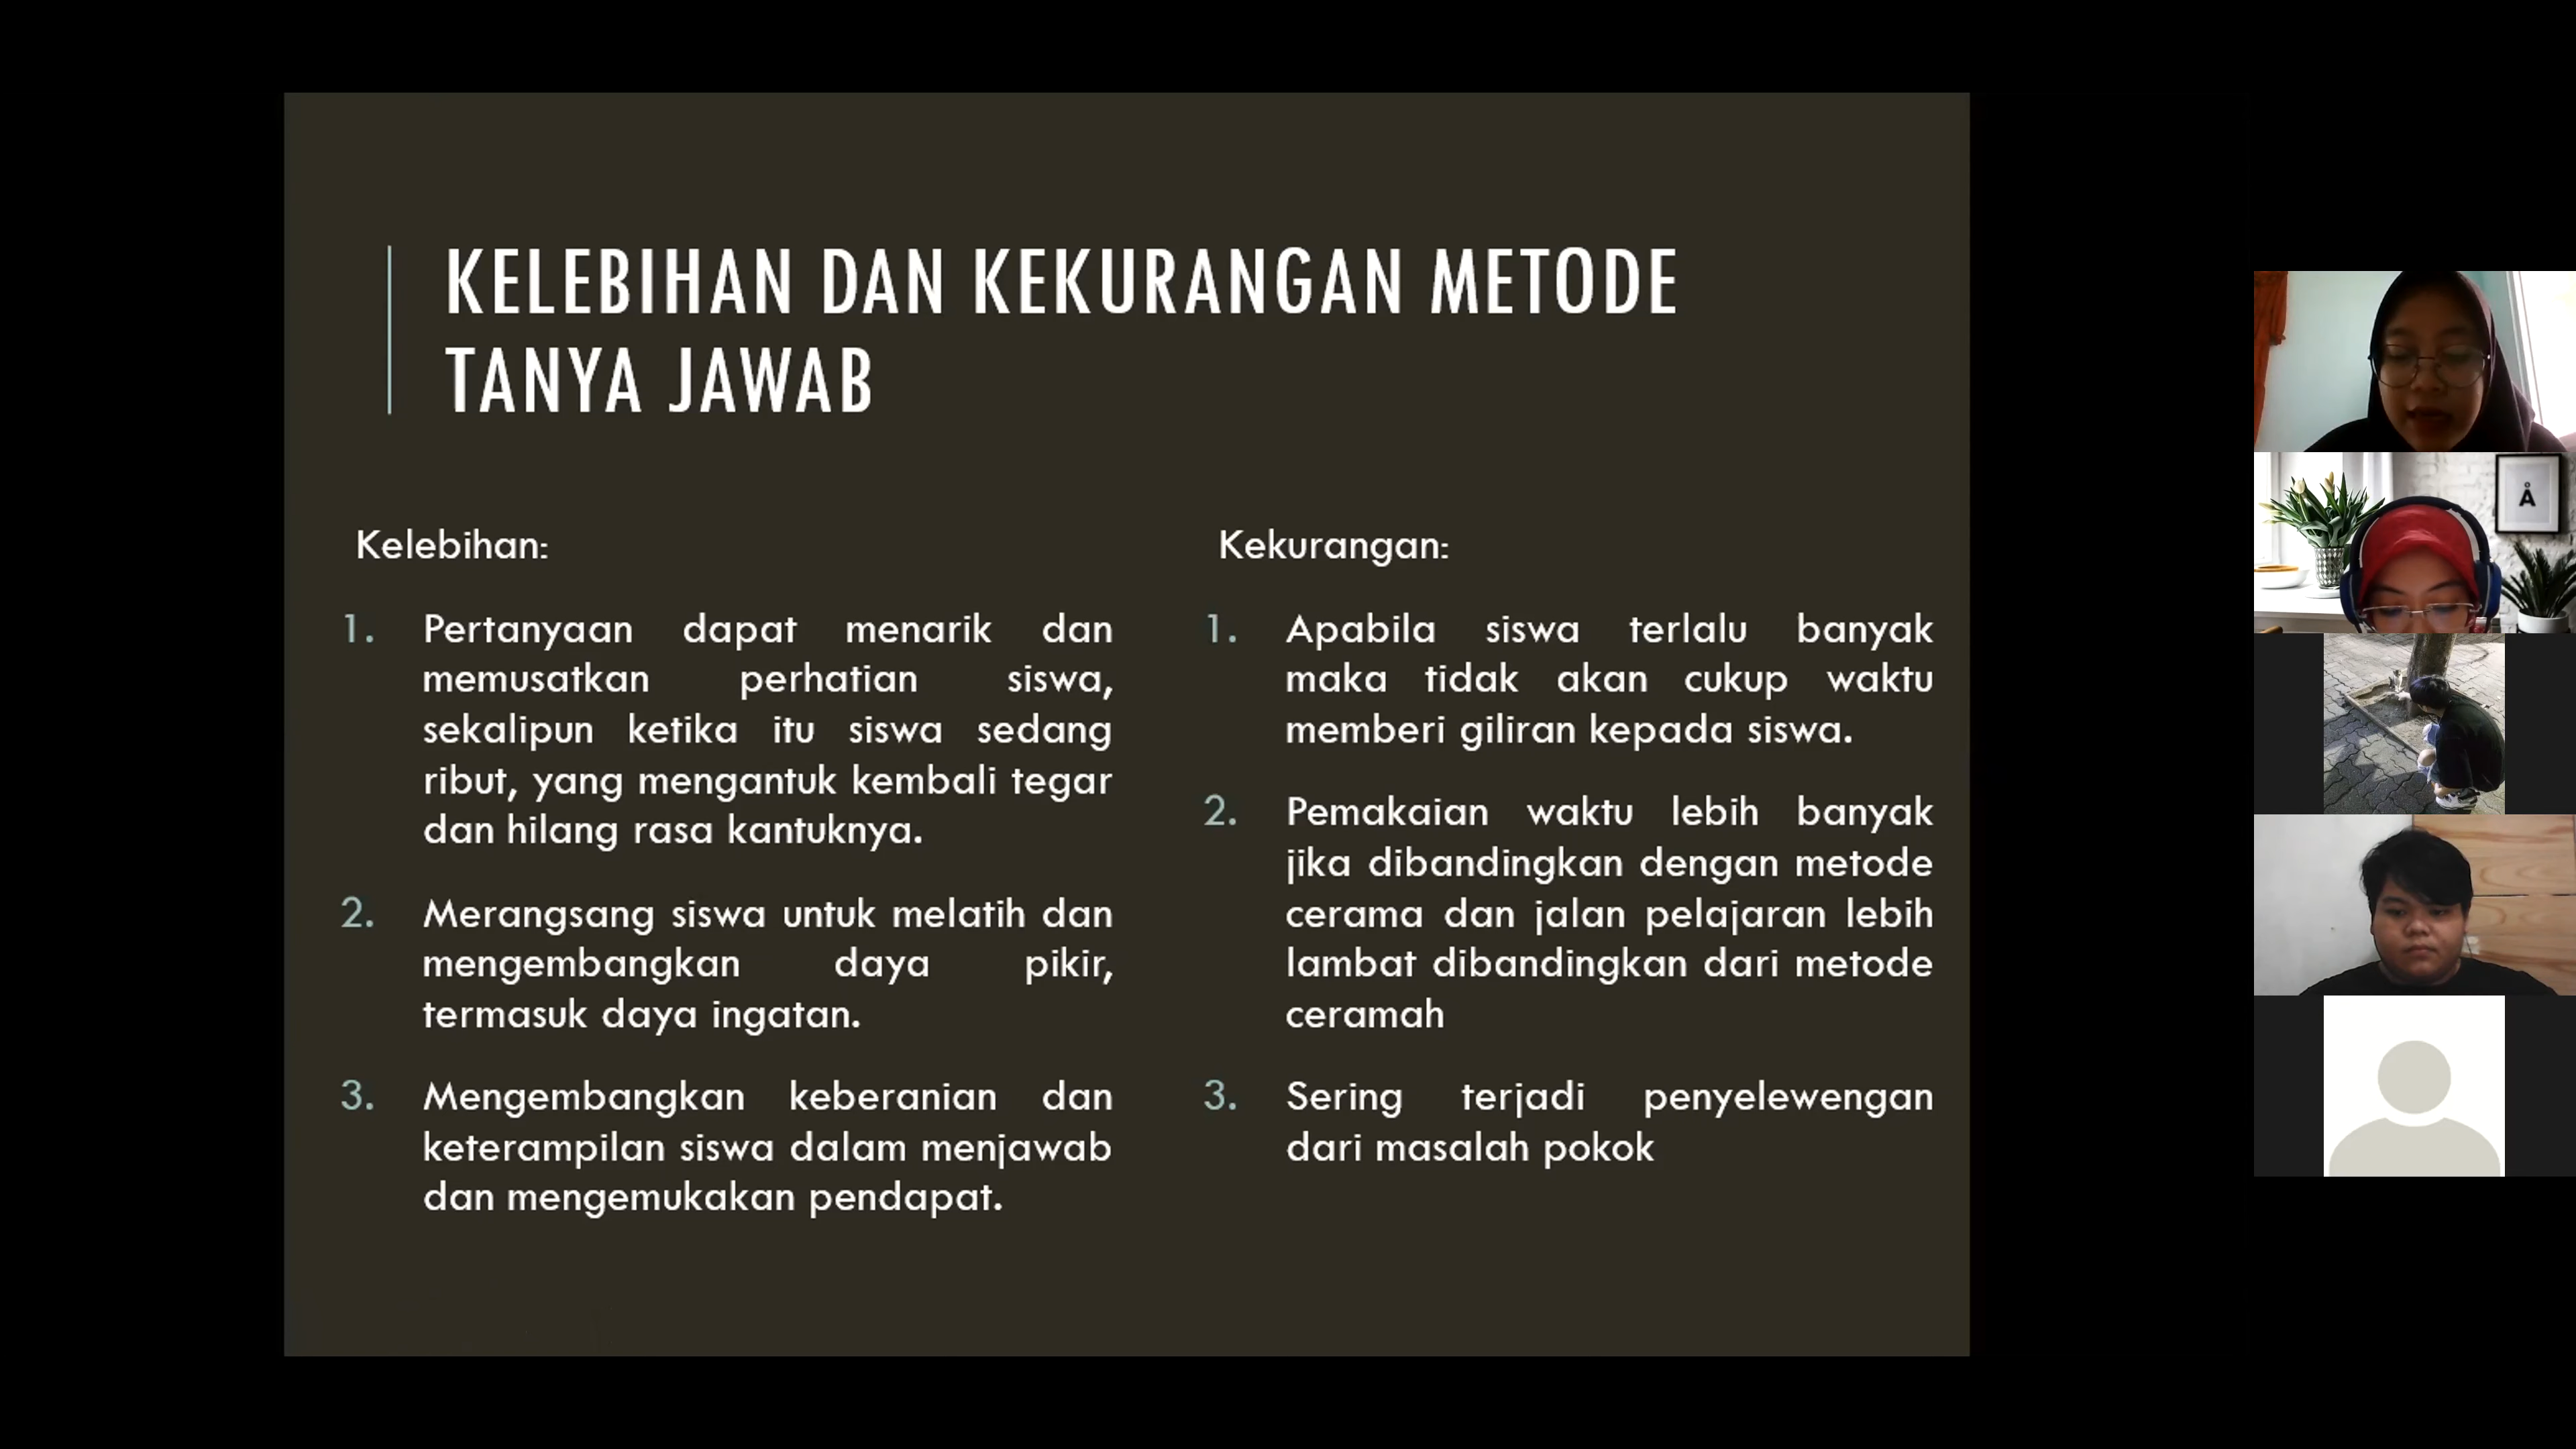 KELEBIHAN DAN KEKURANGAN METODE
TANYA JAWAB
Kelebihan:
1. Pertanyaan dapat menarik dan
memusatkan perhatian siswa,
sekalipun ketika itu siswa sedang
ribut, yang mengantuk kembali tegar
dan hilang rasa kantuknya.
2. Merangsang siswa untuk melatih dan
mengembangkan daya pikir,
termasuk daya ingatan.
3. Mengembangkan keberanian dan
keterampilan siswa dalam menjawab
dan mengemukakan pendapat.
Kekurangan:
1. Apabila siswa terlalu banyak
maka tidak akan cukup waktu
memberi giliran kepada siswa.
2. Pemakaian waktu lebih banyak
jika dibandingkan dengan metode
cerama dan jalan pelajaran lebih
lambat dibandingkan dari metode
ceramah
3. Sering terjadi penyelewengan
dari masalah pokok
Å